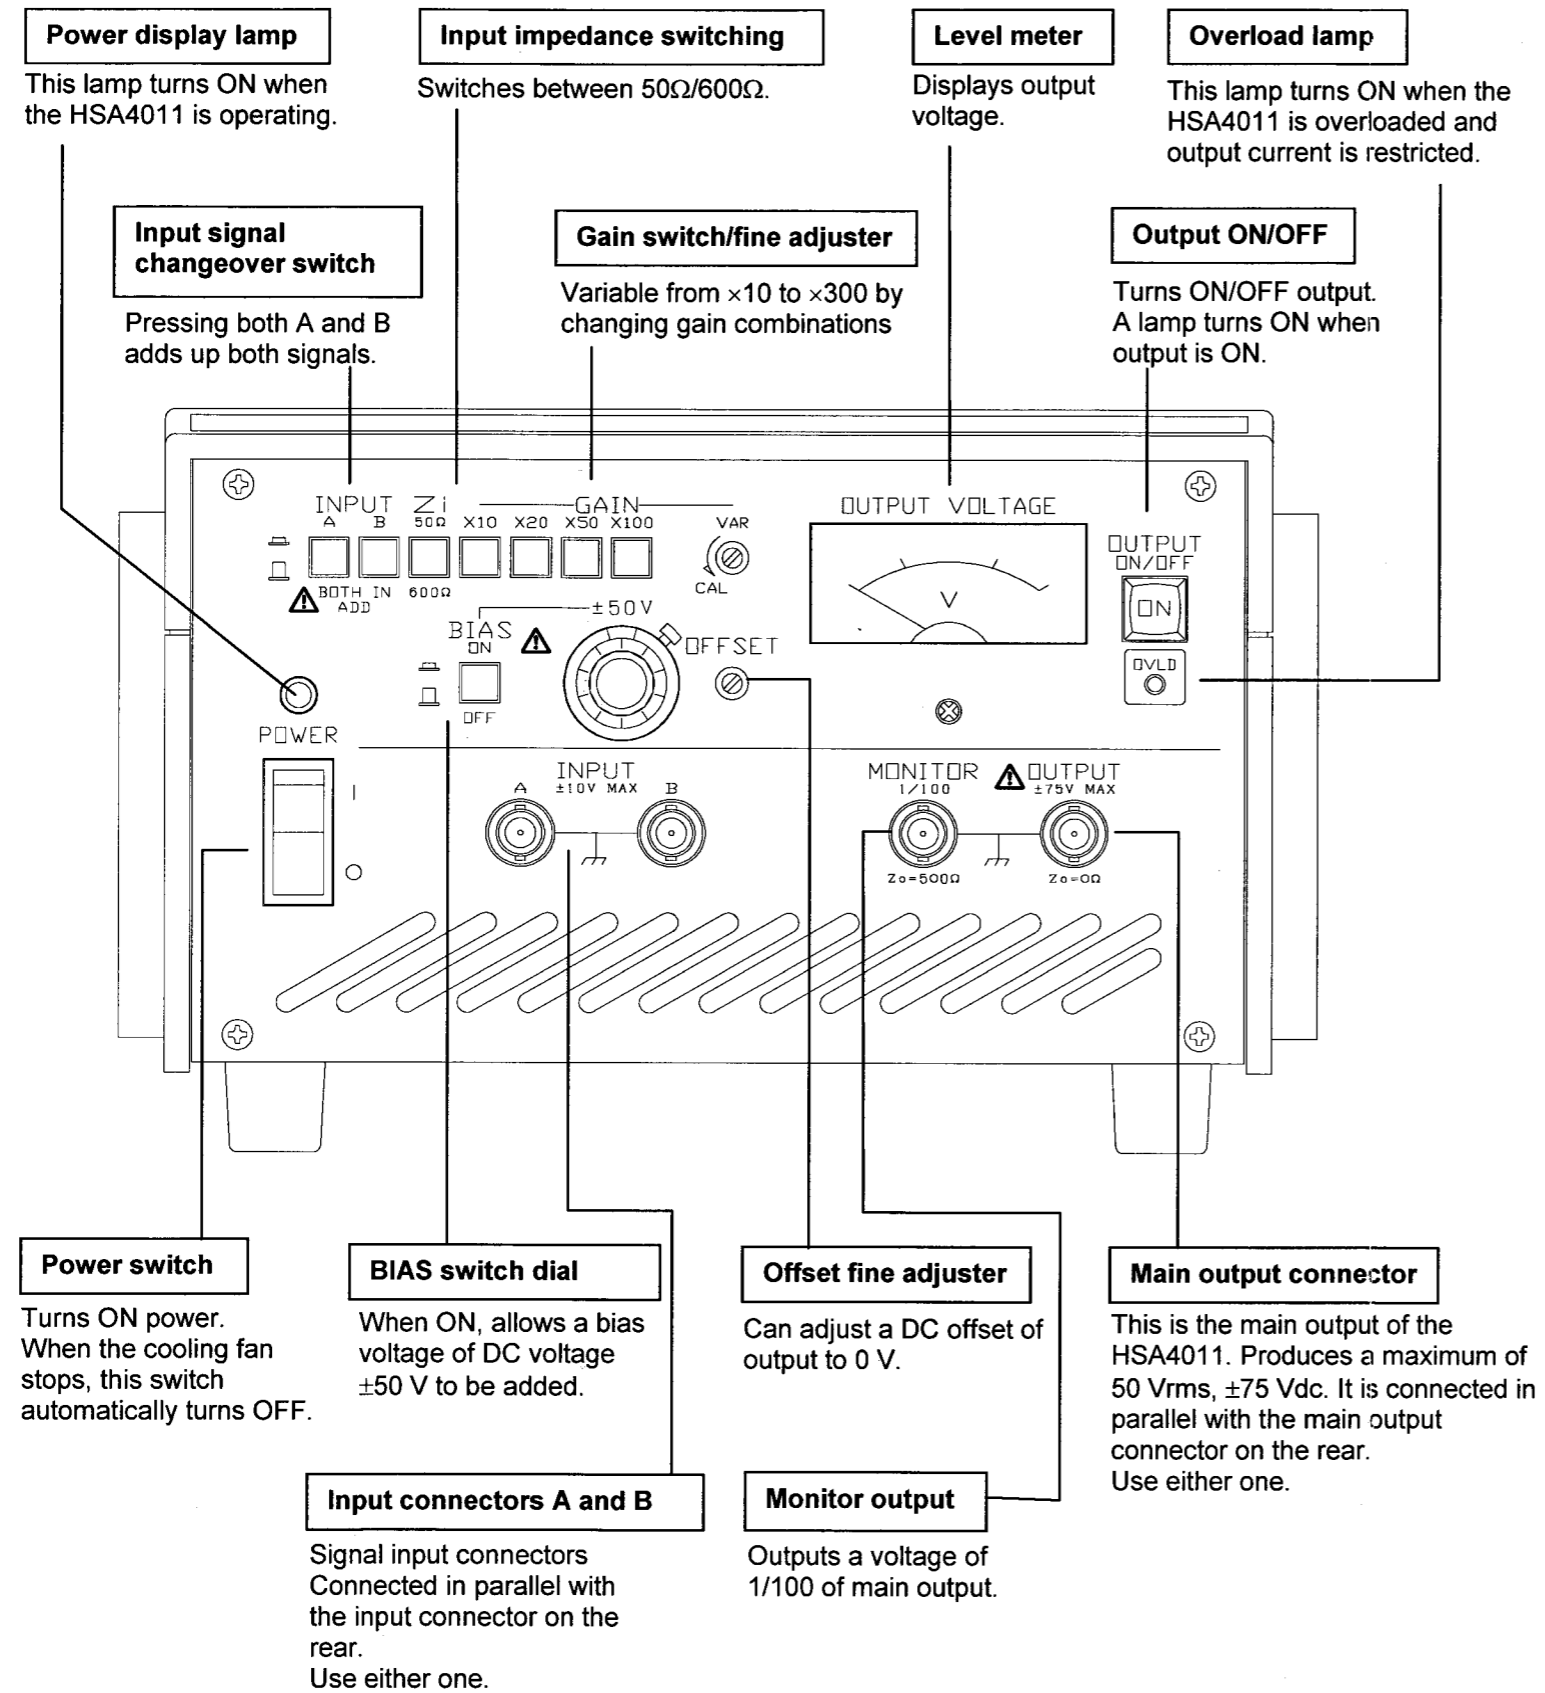 Power display lamp
This lamp turns ON when
the HSA4011 is operating.
Input impedance switching
Switches between 50Ω/600Ω.
Level meter
Displays output
voltage.
Overload lamp
This lamp turns ON when the
HSA4011 is overloaded and
output current is restricted.
Input signal
changeover switch
Pressing both A and B
adds up both signals.
Gain switch/fine adjuster
Variable from ×10 to ×300 by
changing gain combinations
Output ON/OFF
Turns ON/OFF output.
A lamp turns ON when
output is ON.
INPUT Zi GAIN
A B 50Ω X10 X20 X50 X100 VAR
CAL
BOTH IN 600Ω
ADD
OUTPUT VOLTAGE
V
OUTPUT
ON/OFF
ON
OVLD
±50V
BIAS
ON
OFF
OFFSET
POWER
I
O
INPUT
A ±10V MAX B
MONITOR
1/100
Zo=500Ω
OUTPUT
±75V MAX
Zo=0Ω
Power switch
Turns ON power.
When the cooling fan
stops, this switch
automatically turns OFF.
BIAS switch dial
When ON, allows a bias
voltage of DC voltage
±50 V to be added.
Offset fine adjuster
Can adjust a DC offset of
output to 0 V.
Main output connector
This is the main output of the
HSA4011. Produces a maximum of
50 Vrms, ±75 Vdc. It is connected in
parallel with the main output
connector on the rear.
Use either one.
Input connectors A and B
Signal input connectors
Connected in parallel with
the input connector on the
rear.
Use either one.
Monitor output
Outputs a voltage of
1/100 of main output.